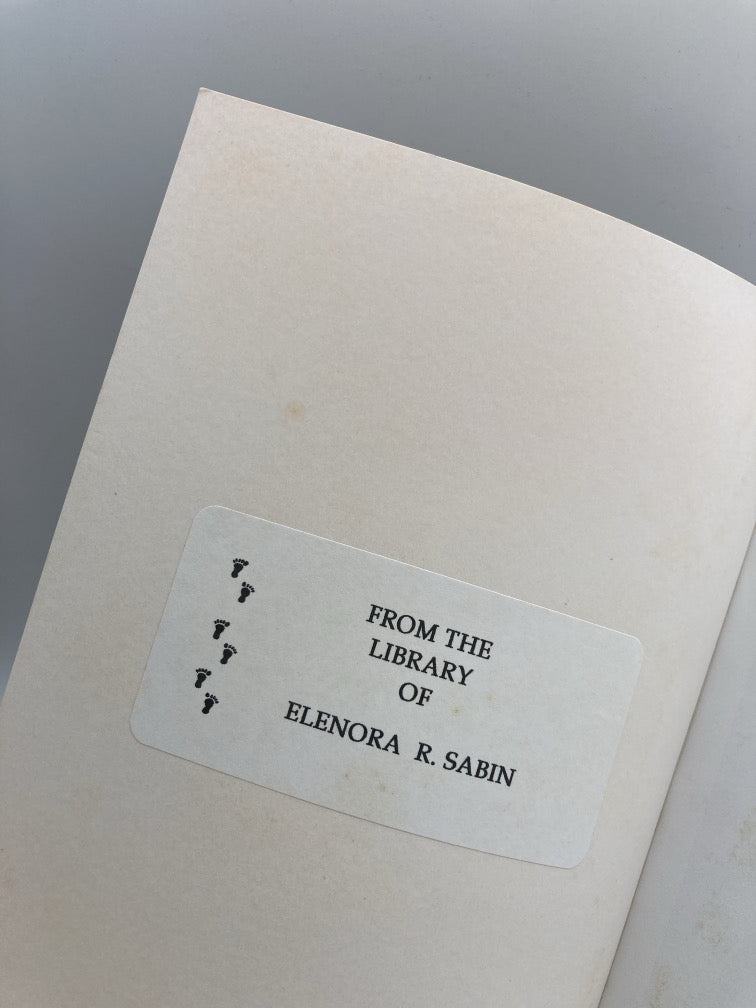 FROM THE
LIBRARY
OF
ELENORA R. SABIN